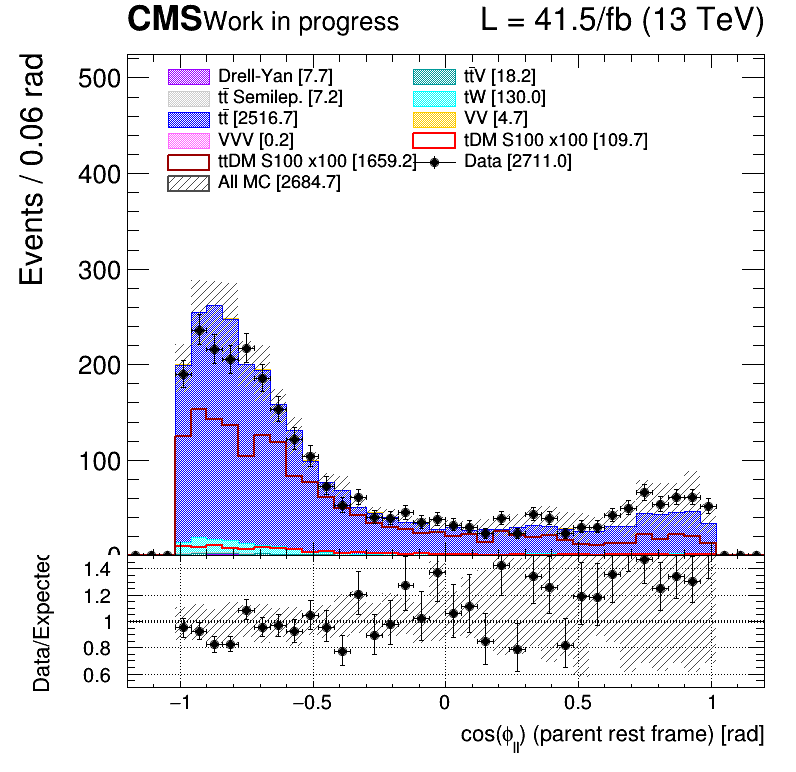 CMS Work in progress L = 41.5/fb (13 TeV)
Events / 0.06 rad
500
400
300
200
100
0
Drell-Yan [7.7]
tt̄ Semilep. [7.2]
tt̄ [2516.7]
VVV [0.2]
ttDM S100 x100 [1659.2]
All MC [2684.7]
tt̄V [18.2]
tW [130.0]
VV [4.7]
tDM S100 x100 [109.7]
Data [2711.0]
Data/Expected
1.4
1.2
1
0.8
0.6
−1 −0.5 0 0.5 1
cos(ϕ_ll) (parent rest frame) [rad]